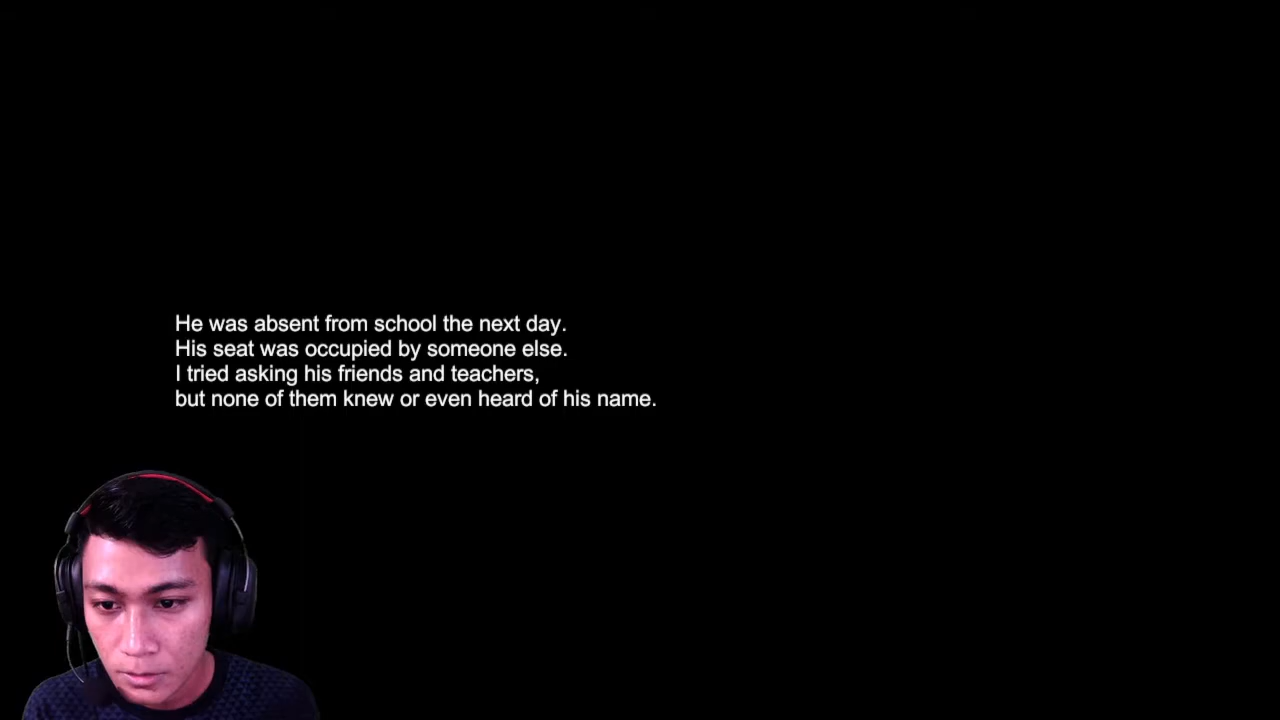 He was absent from school the next day.
His seat was occupied by someone else.
I tried asking his friends and teachers,
but none of them knew or even heard of his name.